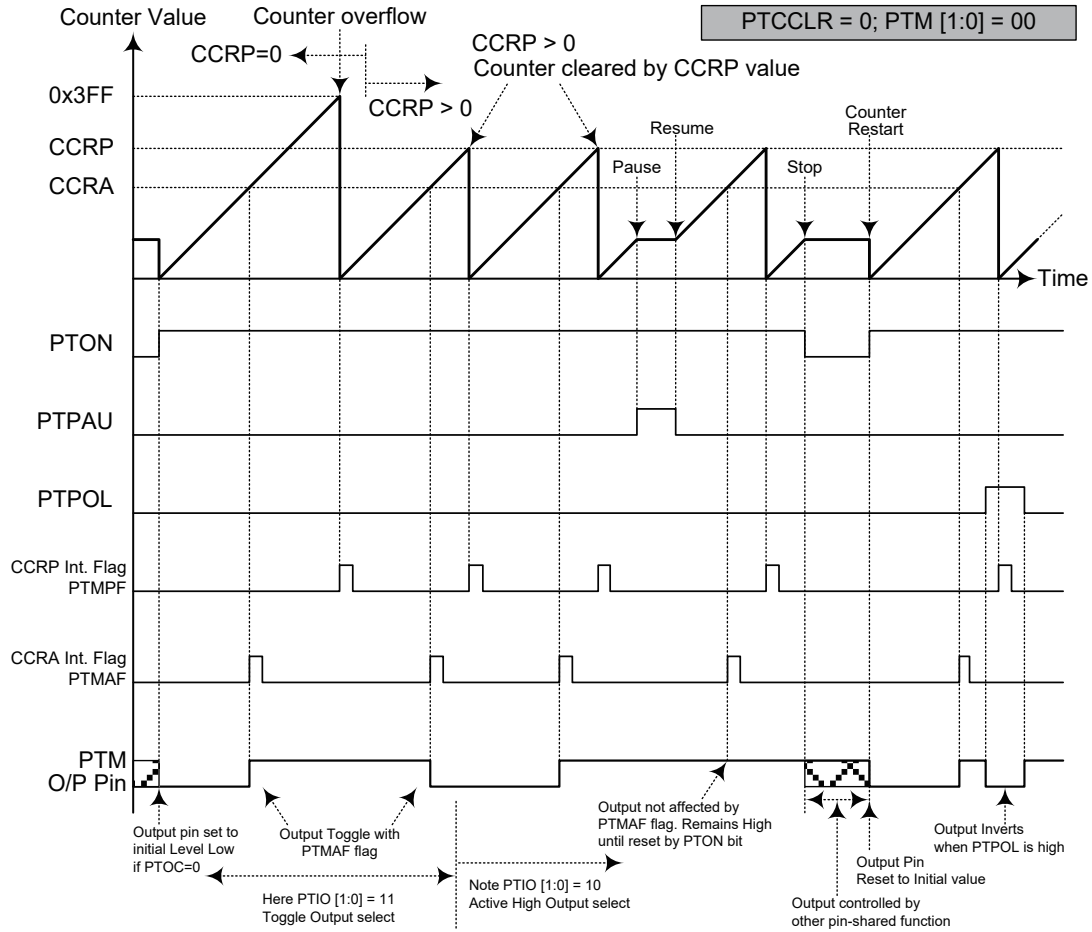 Counter Value
Counter overflow
PTCCLR = 0; PTM [1:0] = 00
CCRP=0
CCRP > 0
CCRP > 0
Counter cleared by CCRP value
0x3FF
CCRP
CCRA
Pause
Resume
Stop
Counter
Restart
Time
PTON
PTPAU
PTPOL
CCRP Int. Flag
PTMPF
CCRA Int. Flag
PTMAF
PTM
O/P Pin
Output pin set to
initial Level Low
if PTOC=0
Output Toggle with
PTMAF flag
Here PTIO [1:0] = 11
Toggle Output select
Note PTIO [1:0] = 10
Active High Output select
Output not affected by
PTMAF flag. Remains High
until reset by PTON bit
Output controlled by
other pin-shared function
Output Pin
Reset to Initial value
Output Inverts
when PTPOL is high